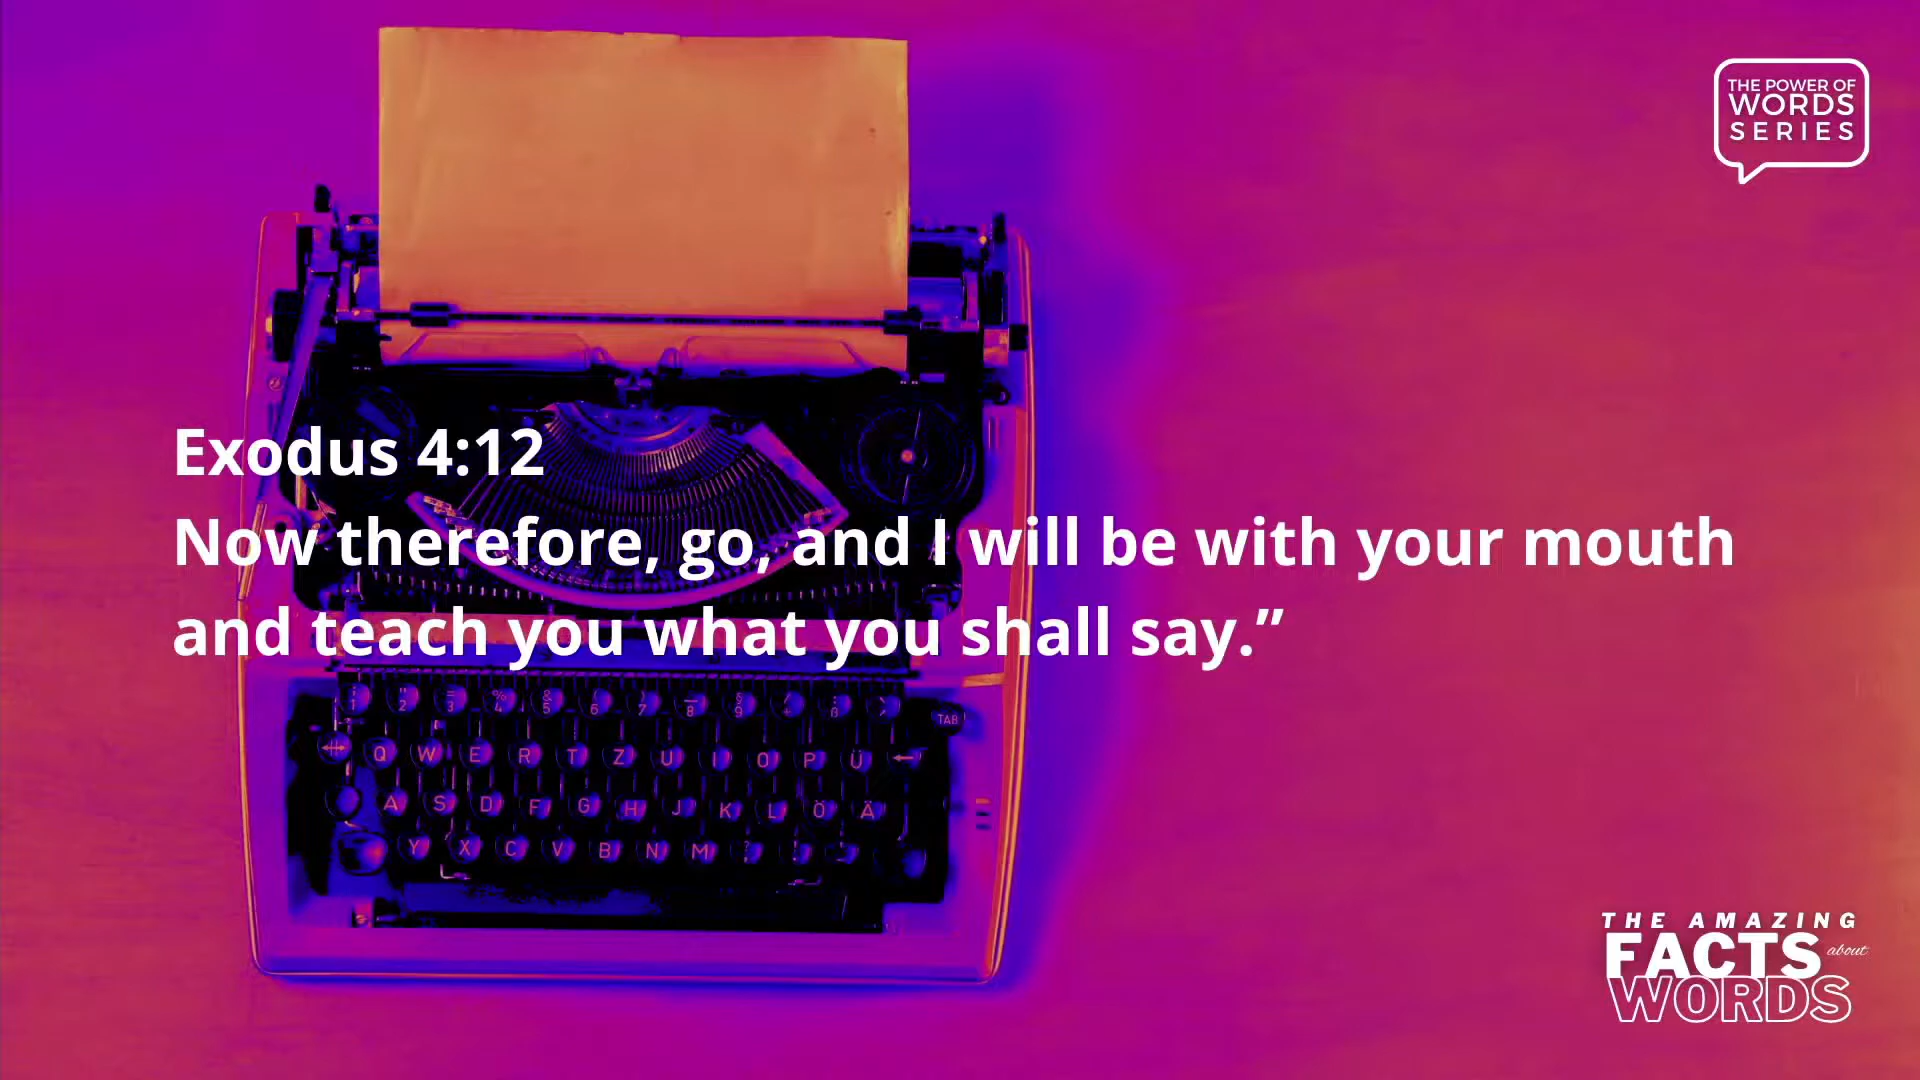 THE POWER OF
WORDS
SERIES
Exodus 4:12
Now therefore, go, and I will be with your mouth
and teach you what you shall say.”
TAB
Q W E R T Z U I O P Ü
A S D F G H J K L Ö Ä
Y X C V B N M
THE AMAZING
FACTS about
WORDS